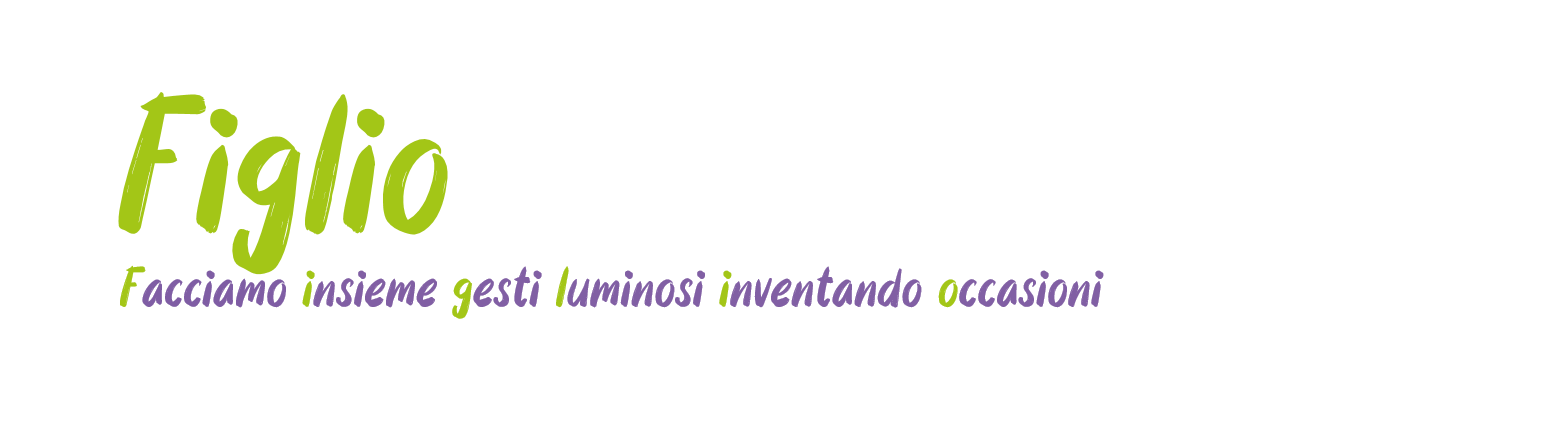 Figlio
Facciamo insieme gesti luminosi inventando occasioni